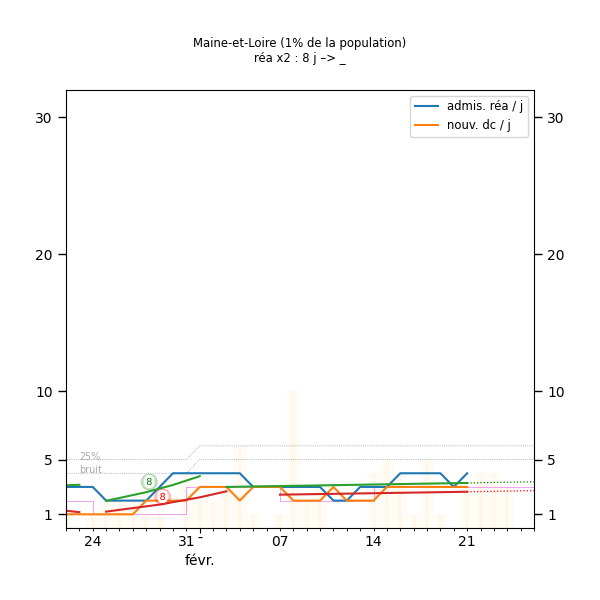 Maine-et-Loire (1% de la population)
réa x2 : 8 j –> _
admis. réa / j
nouv. dc / j
30 30
20 20
10 10
5 5
25%
bruit
8
8
1 1
24 31 - 07 14 21
févr.